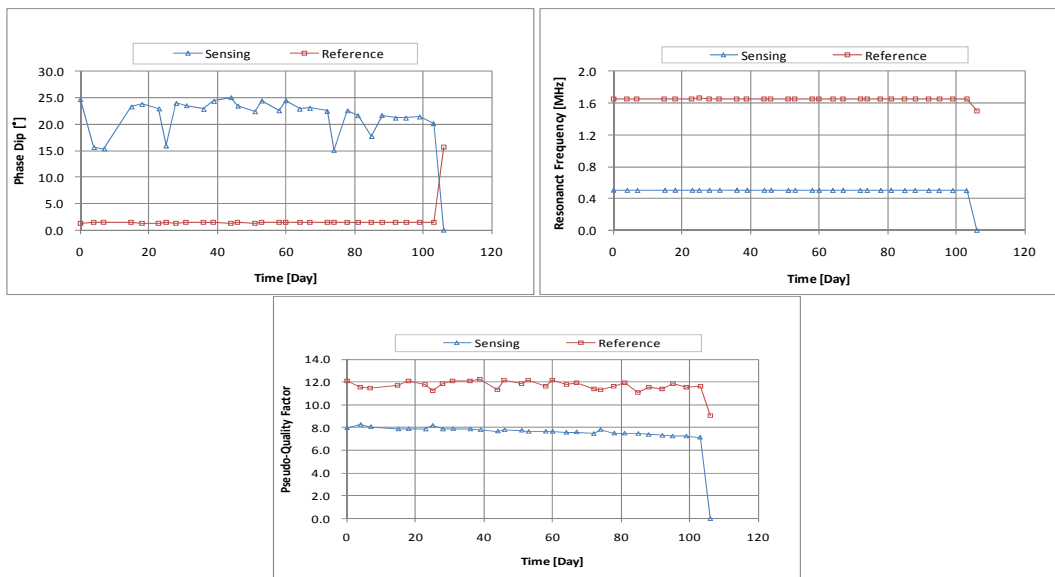 Sensing Reference
30.0
25.0
20.0
15.0
10.0
5.0
0.0
Phase Dip [°]
0 20 40 60 80 100 120
Time [Day]
Sensing Reference
2.0
1.6
1.2
0.8
0.4
0.0
Resonanct Frequency [MHz]
0 20 40 60 80 100 120
Time [Day]
Sensing Reference
14.0
12.0
10.0
8.0
6.0
4.0
2.0
0.0
Pseudo-Quality Factor
0 20 40 60 80 100 120
Time [Day]